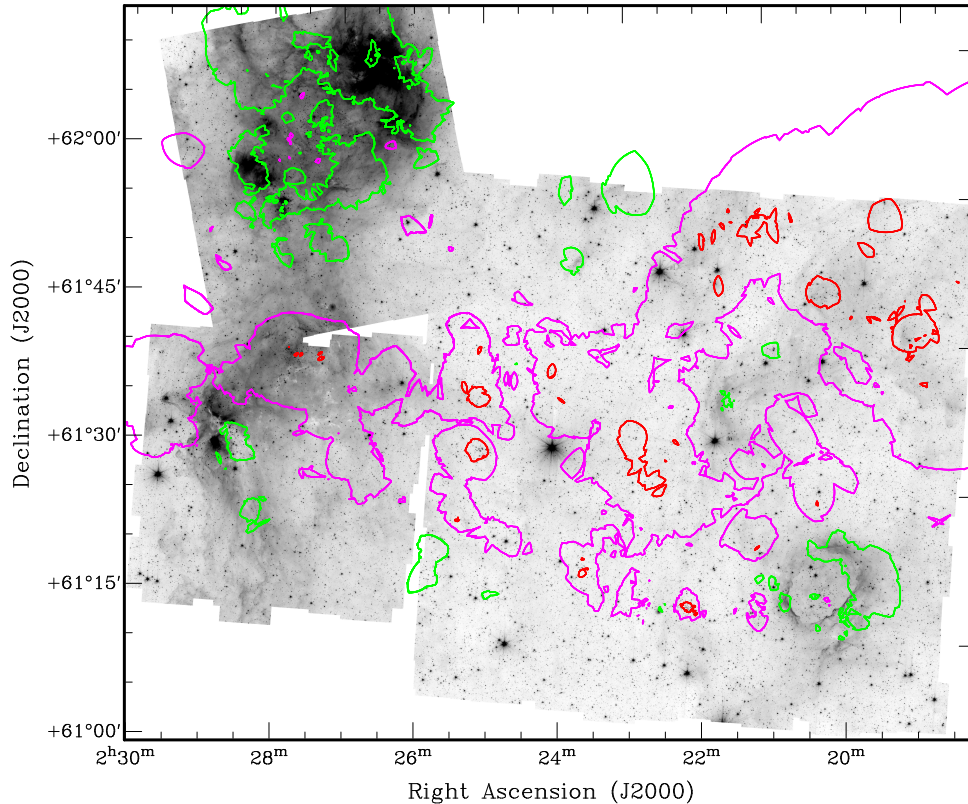 +62°00′
+61°45′
+61°30′
+61°15′
+61°00′
Declination (J2000)
2ʰ30ᵐ 28ᵐ 26ᵐ 24ᵐ 22ᵐ 20ᵐ
Right Ascension (J2000)